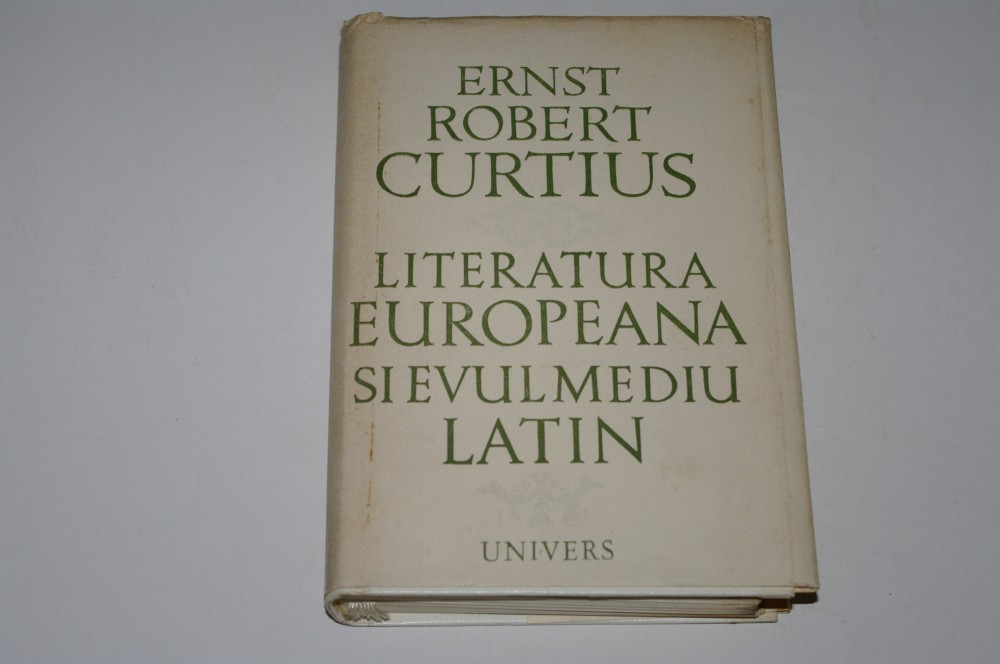 ERNST
ROBERT
CURTIUS
LITERATURA
EUROPEANA
SI EVUL MEDIU
LATIN
UNIVERS